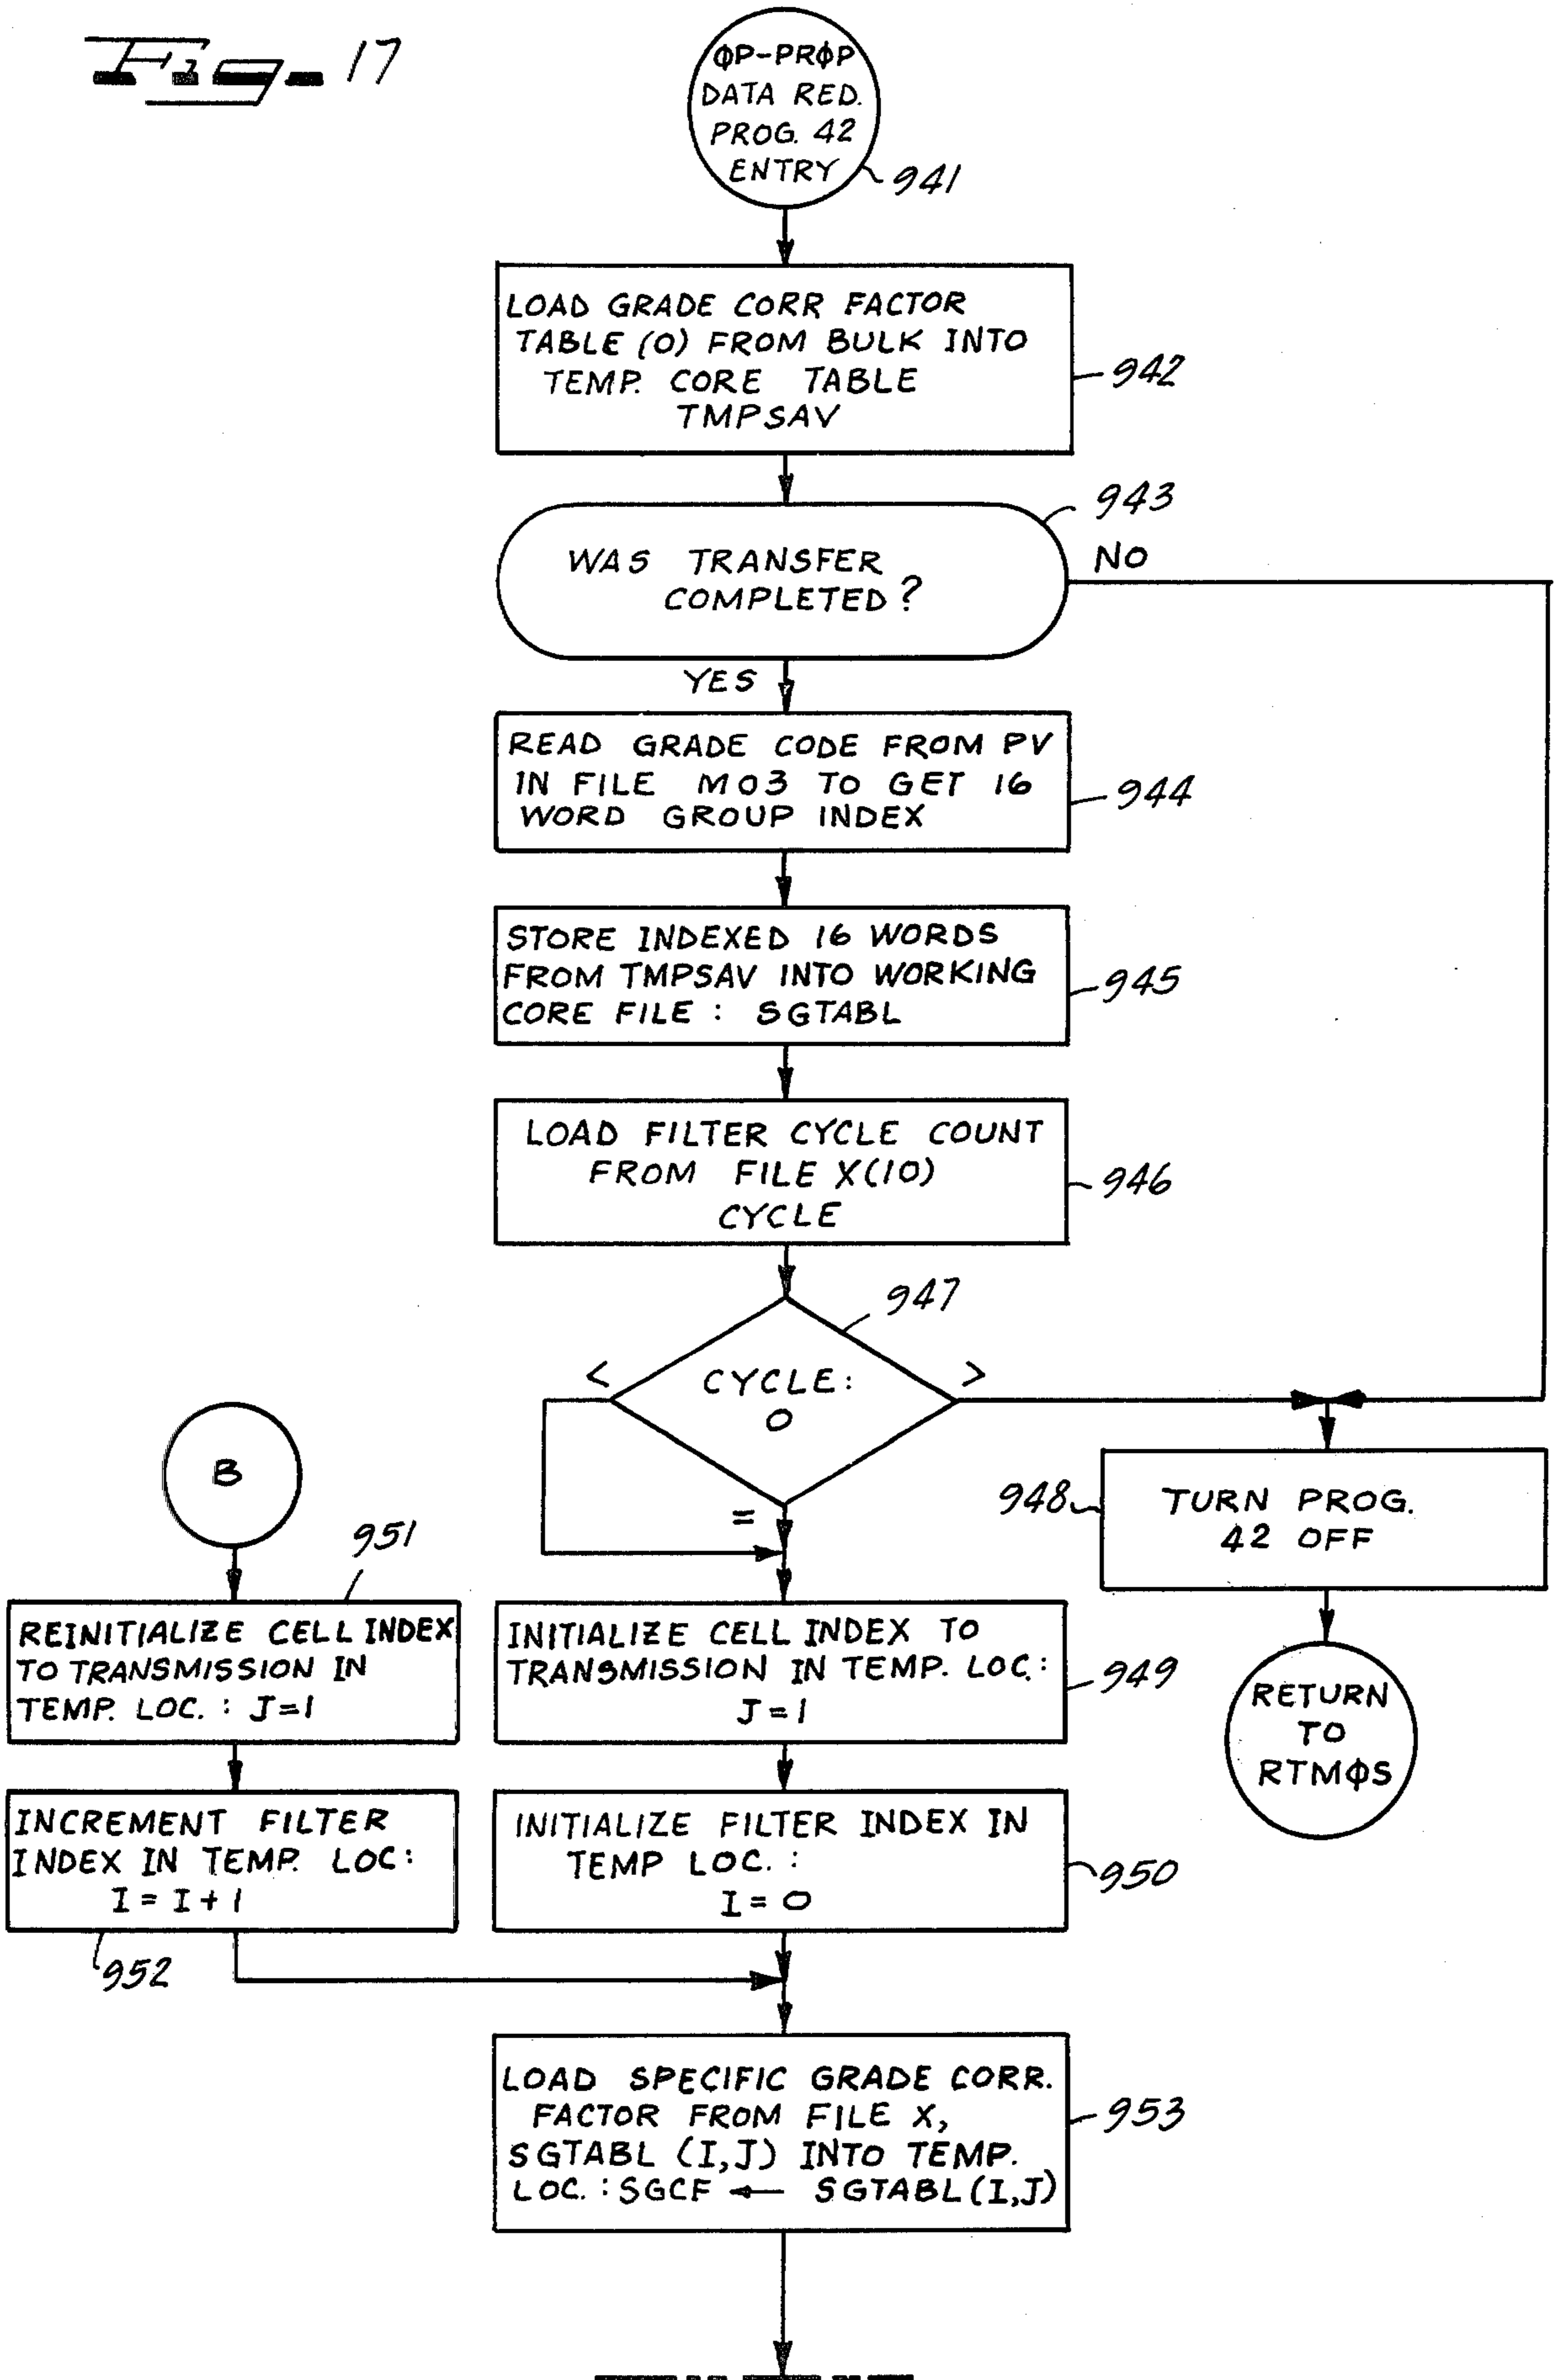 Fig-17
ΦP-PRΦP
DATA RED.
PROG. 42
ENTRY
941
LOAD GRADE CORR FACTOR
TABLE (0) FROM BULK INTO
TEMP. CORE TABLE
TMPSAV
942
943
WAS TRANSFER
COMPLETED?
NO
YES
READ GRADE CODE FROM PV
IN FILE M03 TO GET 16
WORD GROUP INDEX
944
STORE INDEXED 16 WORDS
FROM TMPSAV INTO WORKING
CORE FILE : SGTABL
945
LOAD FILTER CYCLE COUNT
FROM FILE X(10)
CYCLE
946
947
<
CYCLE:
0
>
=
B
951
948
TURN PROG.
42 OFF
REINITIALIZE CELL INDEX
TO TRANSMISSION IN
TEMP. LOC. : J=1
INITIALIZE CELL INDEX TO
TRANSMISSION IN TEMP. LOC.:
J=1
949
RETURN
TO
RTMΦS
INCREMENT FILTER
INDEX IN TEMP. LOC:
I = I + 1
952
INITIALIZE FILTER INDEX IN
TEMP LOC. :
I = 0
950
LOAD SPECIFIC GRADE CORR.
FACTOR FROM FILE X,
SGTABL (I,J) INTO TEMP.
LOC. : SGCF ← SGTABL(I,J)
953